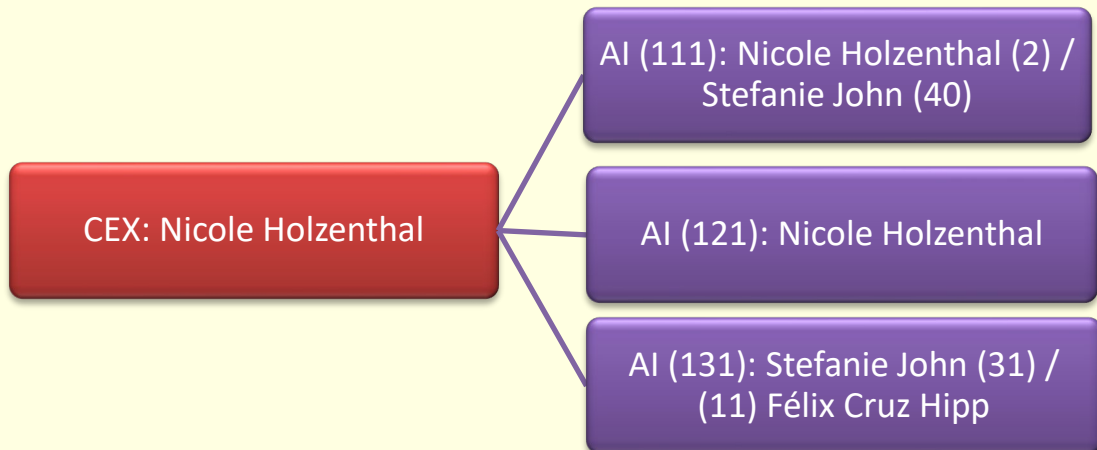 AI (111): Nicole Holzenthal (2) /
Stefanie John (40)
CEX: Nicole Holzenthal
AI (121): Nicole Holzenthal
AI (131): Stefanie John (31) /
(11) Félix Cruz Hipp